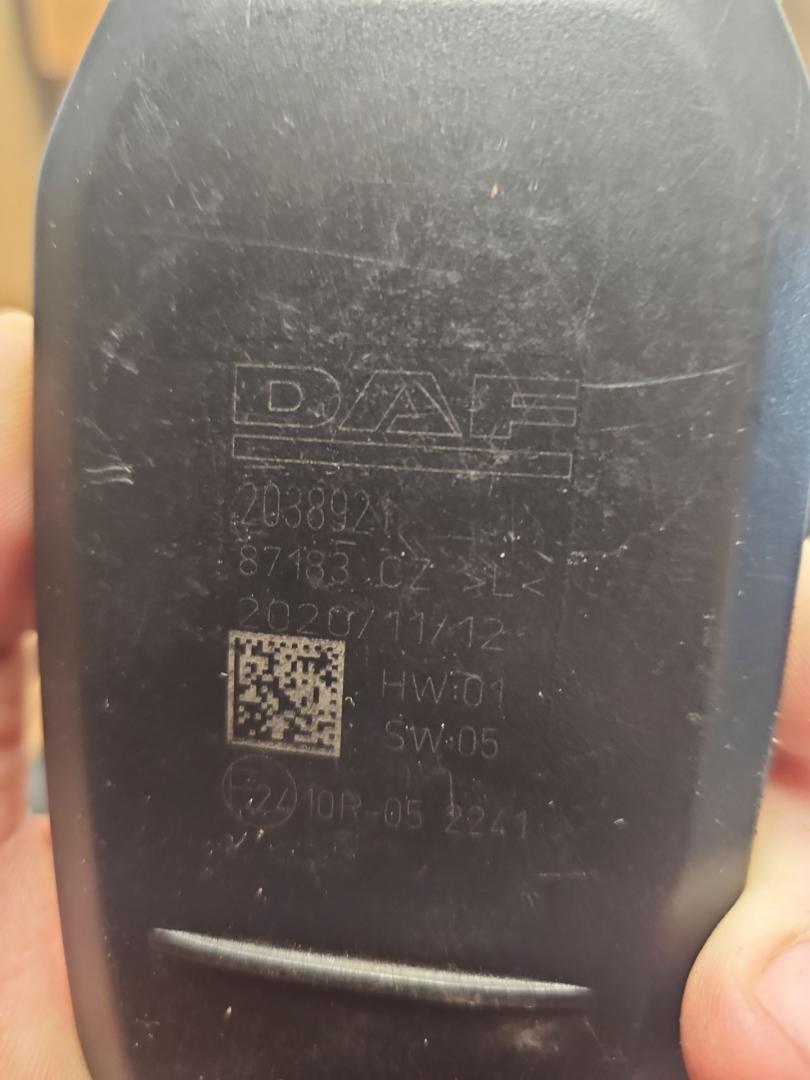 DAF
2038921
87183 CZ >L<
2020/11/12
HW:01
SW:05
E24 10R-05 2241